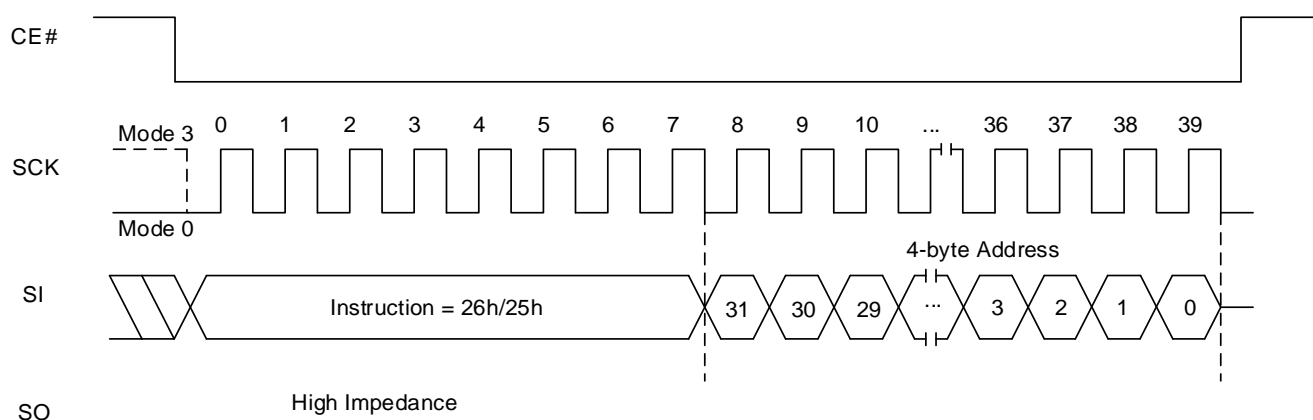 CE#
0 1 2 3 4 5 6 7 8 9 10 ... 36 37 38 39
Mode 3
SCK
Mode 0
4-byte Address
SI
Instruction = 26h/25h 31 30 29 ... 3 2 1 0
High Impedance
SO